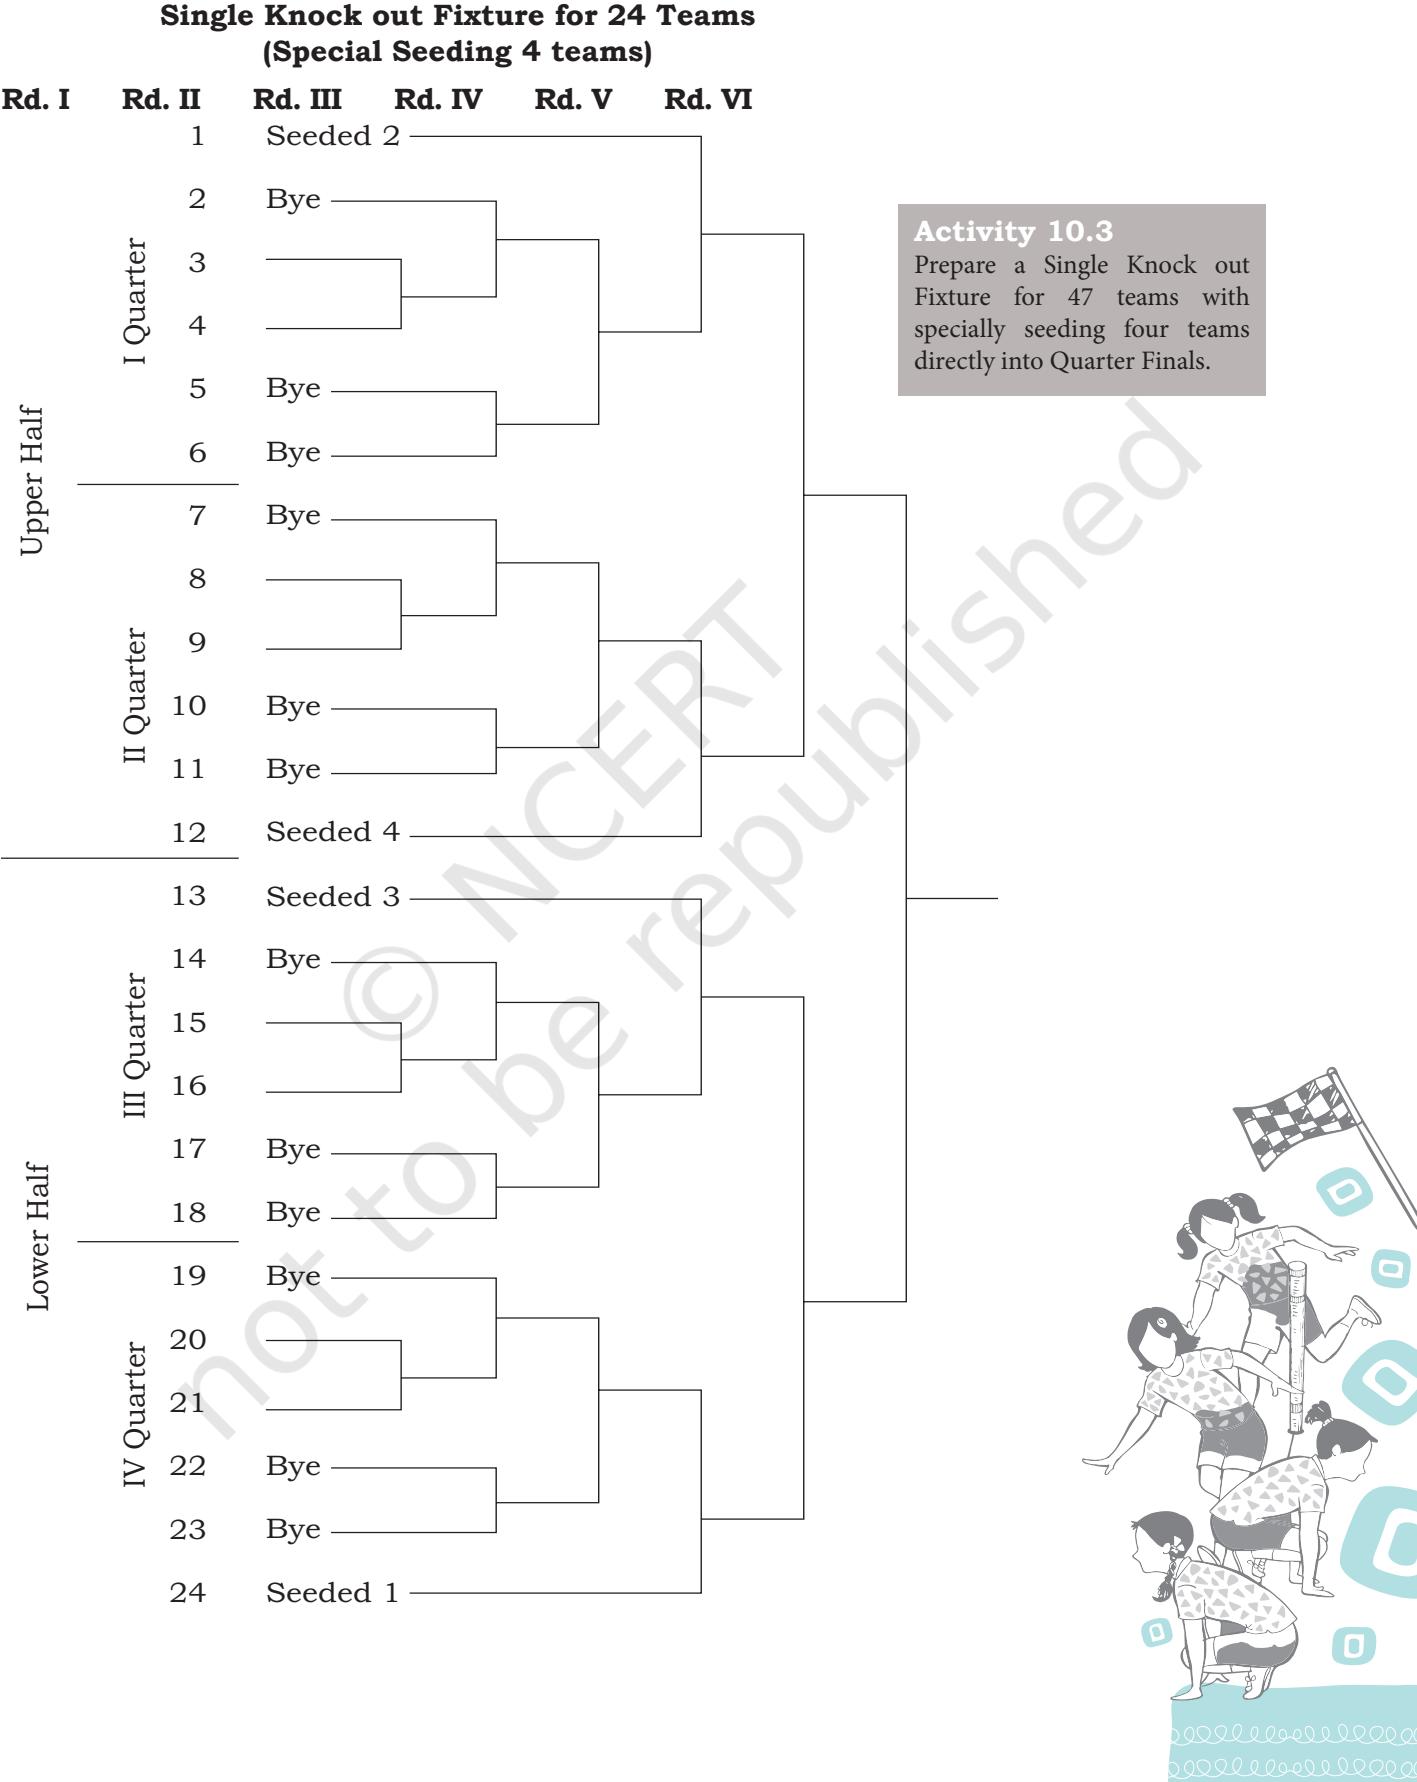 Single Knock out Fixture for 24 Teams
(Special Seeding 4 teams)
Rd. I Rd. II Rd. III Rd. IV Rd. V Rd. VI
1 Seeded 2
2 Bye
3
4
5 Bye
6 Bye
7 Bye
8
9
10 Bye
11 Bye
12 Seeded 4
13 Seeded 3
14 Bye
15
16
17 Bye
18 Bye
19 Bye
20
21
22 Bye
23 Bye
24 Seeded 1
Upper Half
I Quarter
II Quarter
Lower Half
III Quarter
IV Quarter
Activity 10.3
Prepare a Single Knock out
Fixture for 47 teams with
specially seeding four teams
directly into Quarter Finals.
© NCERT
not to be republished